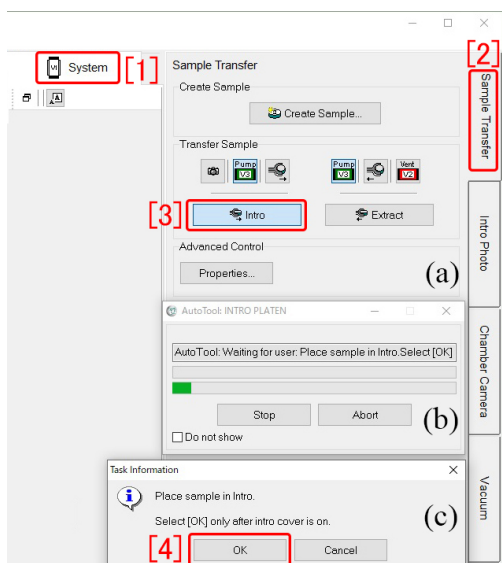 [2]
VI System [1]
Sample Transfer
Sample Transfer
Create Sample
Create Sample...
Transfer Sample
Pump V3
Pump V3
Vent V2
[3] Intro
Extract
Advanced Control
Properties...
(a)
Intro Photo
AutoTool: INTRO PLATEN
AutoTool: Waiting for user: Place sample in Intro.Select [OK]
Stop
Abort
(b)
Do not show
Chamber Camera
Task Information
Place sample in Intro.
Select [OK] only after intro cover is on.
(c)
[4] OK
Cancel
Vacuum